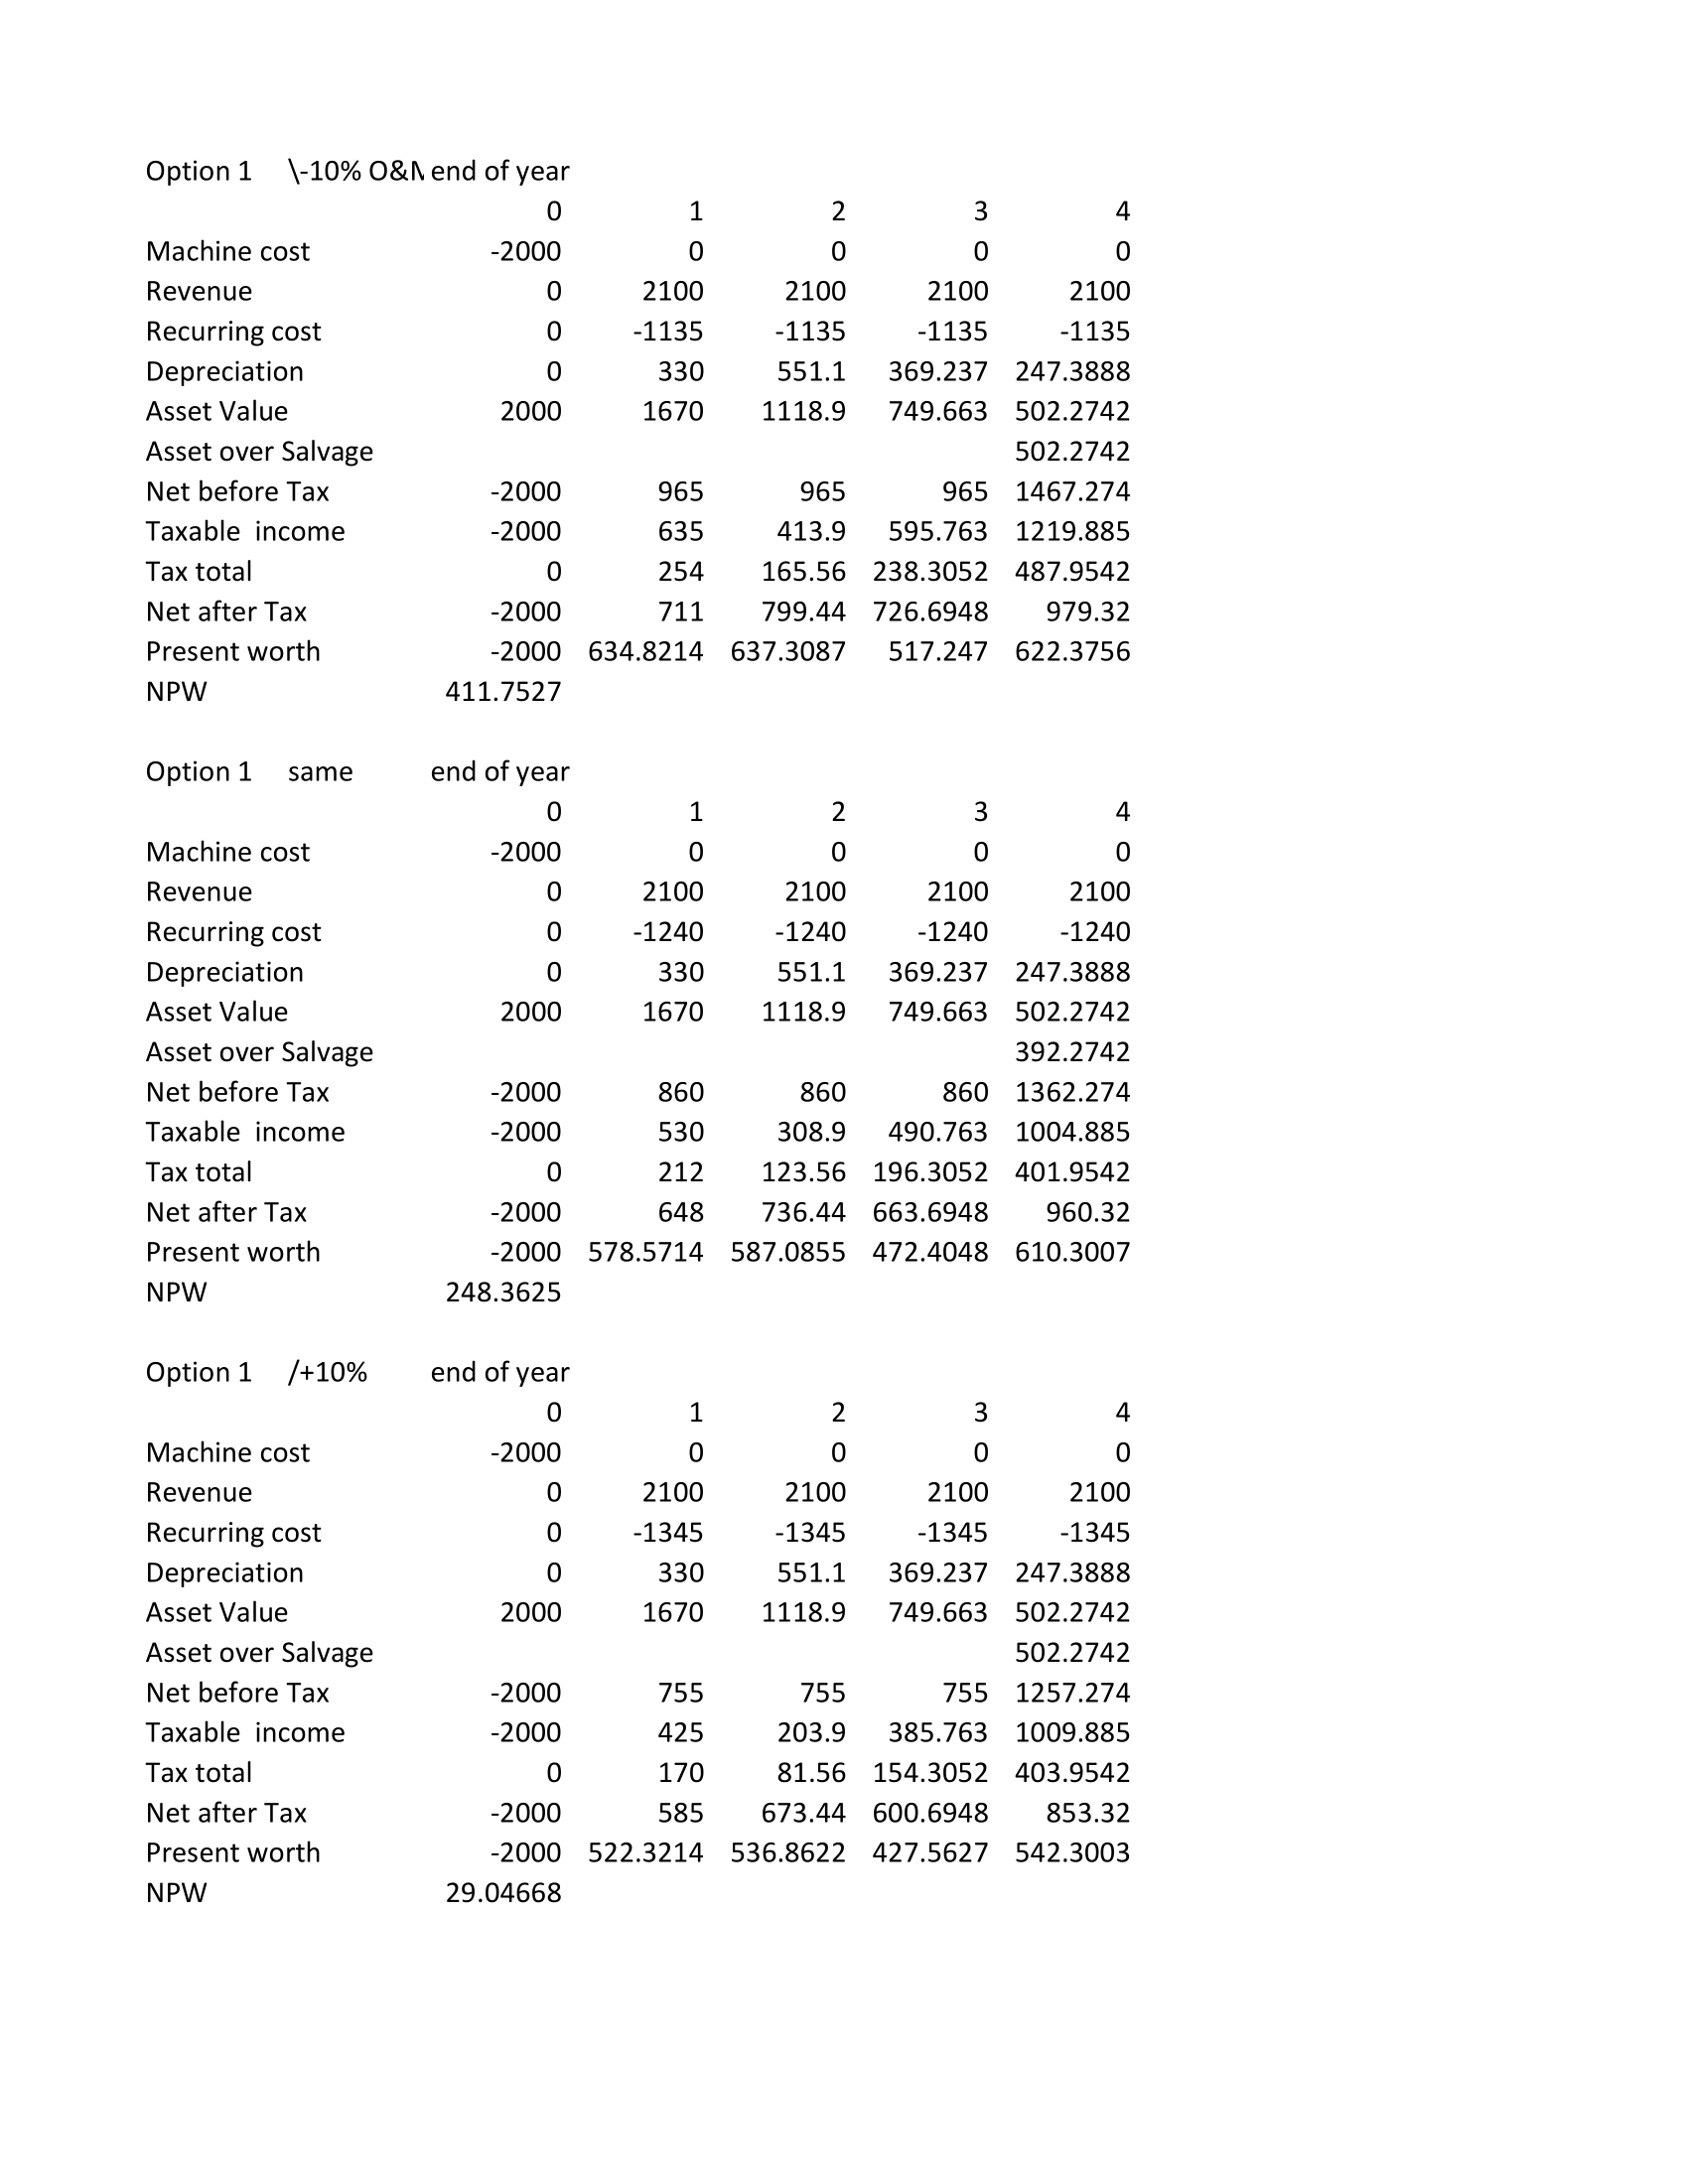 Option 1 \-10% O&M end of year
0 1 2 3 4
Machine cost -2000 0 0 0 0
Revenue 0 2100 2100 2100 2100
Recurring cost 0 -1135 -1135 -1135 -1135
Depreciation 0 330 551.1 369.237 247.3888
Asset Value 2000 1670 1118.9 749.663 502.2742
Asset over Salvage 502.2742
Net before Tax -2000 965 965 965 1467.274
Taxable  income -2000 635 413.9 595.763 1219.885
Tax total 0 254 165.56 238.3052 487.9542
Net after Tax -2000 711 799.44 726.6948 979.32
Present worth -2000 634.8214 637.3087 517.247 622.3756
NPW 411.7527
Option 1 same end of year
0 1 2 3 4
Machine cost -2000 0 0 0 0
Revenue 0 2100 2100 2100 2100
Recurring cost 0 -1240 -1240 -1240 -1240
Depreciation 0 330 551.1 369.237 247.3888
Asset Value 2000 1670 1118.9 749.663 502.2742
Asset over Salvage 392.2742
Net before Tax -2000 860 860 860 1362.274
Taxable  income -2000 530 308.9 490.763 1004.885
Tax total 0 212 123.56 196.3052 401.9542
Net after Tax -2000 648 736.44 663.6948 960.32
Present worth -2000 578.5714 587.0855 472.4048 610.3007
NPW 248.3625
Option 1 /+10% end of year
0 1 2 3 4
Machine cost -2000 0 0 0 0
Revenue 0 2100 2100 2100 2100
Recurring cost 0 -1345 -1345 -1345 -1345
Depreciation 0 330 551.1 369.237 247.3888
Asset Value 2000 1670 1118.9 749.663 502.2742
Asset over Salvage 502.2742
Net before Tax -2000 755 755 755 1257.274
Taxable  income -2000 425 203.9 385.763 1009.885
Tax total 0 170 81.56 154.3052 403.9542
Net after Tax -2000 585 673.44 600.6948 853.32
Present worth -2000 522.3214 536.8622 427.5627 542.3003
NPW 29.04668